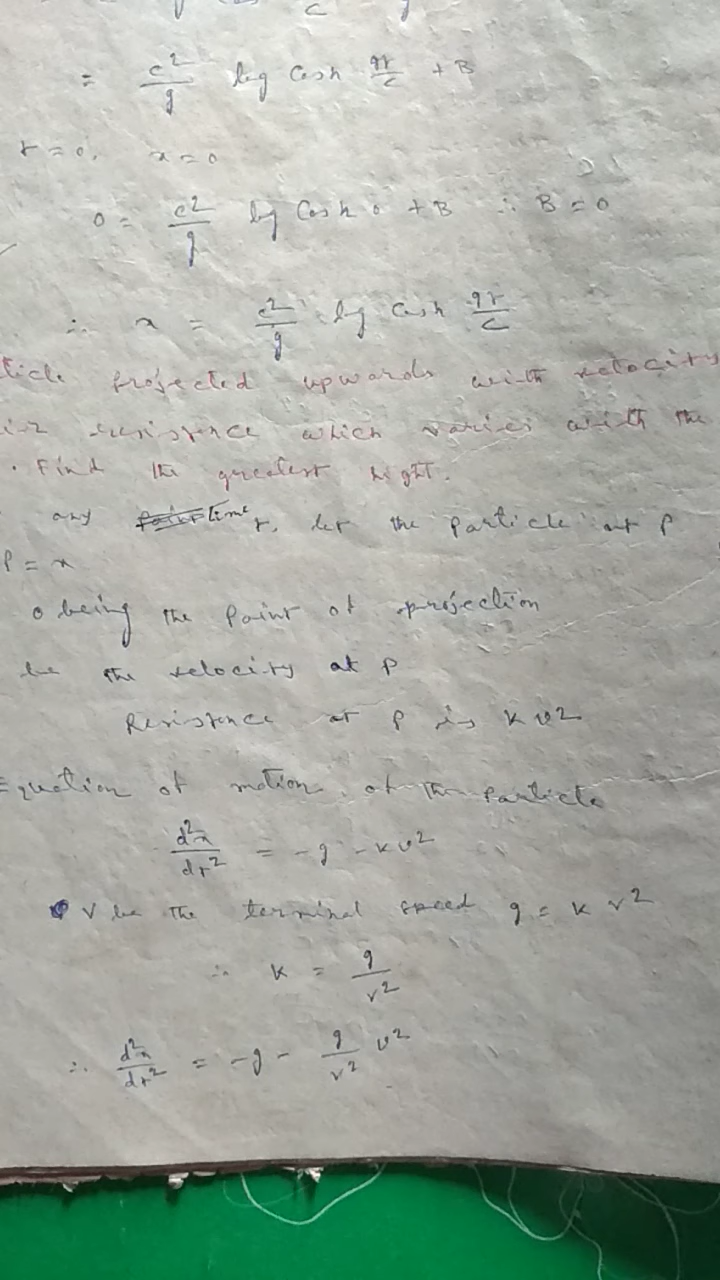 c
= c²/g log cosh gt/c + B
t = 0, x = 0
0 = c²/g log cosh 0 + B ∴ B = 0
∴ x = c²/g log cosh gt/c
ticle projected upwards with velocity
which varies with the
. Find the greatest hight.
any time t, let the particle at P
P = x
o being the point of projection
be the velocity at P
Resistence at P is kv²
Equation of motion of the particle
d²x/dt² = -g - kv²
V be the terminal speed g = k V²
∴ k = g/V²
∴ d²x/dt² = -g - g/V² v²